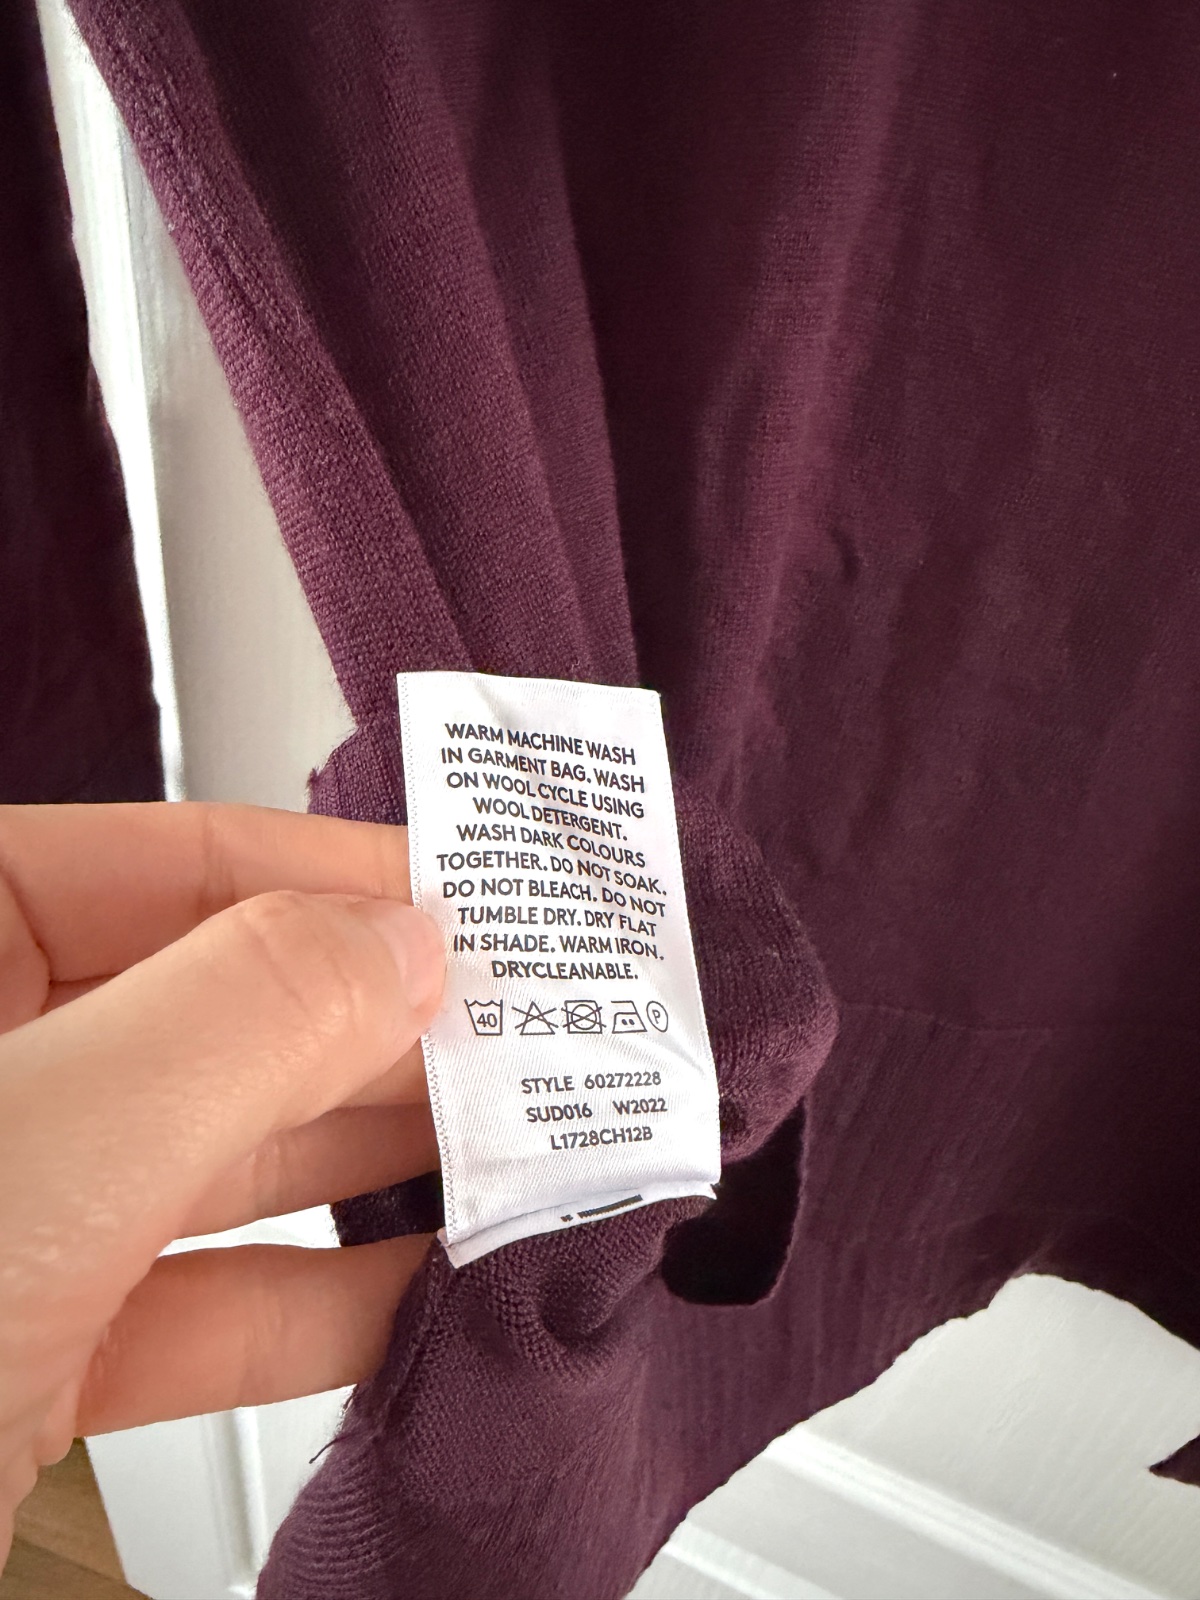 WARM MACHINE WASH
IN GARMENT BAG. WASH
ON WOOL CYCLE USING
WOOL DETERGENT.
WASH DARK COLOURS
TOGETHER. DO NOT SOAK.
DO NOT BLEACH. DO NOT
TUMBLE DRY. DRY FLAT
IN SHADE. WARM IRON.
DRYCLEANABLE.
40 P
STYLE 60272228
SUD016 W2022
L1728CH12B